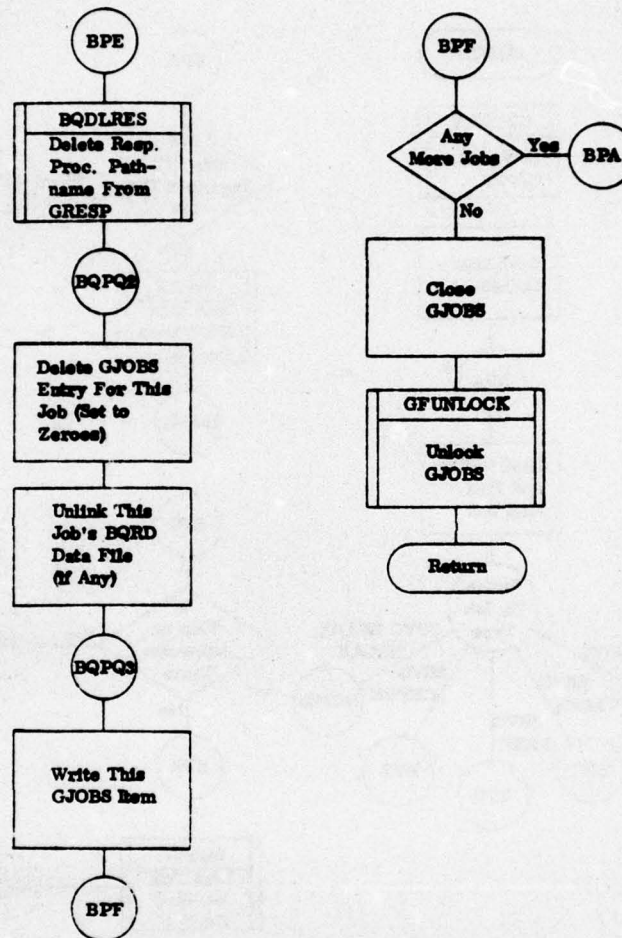 BPE
BQDLRES
Delete Resp.
Proc. Path-
name From
GRESP
BQPQ2
Delete GJOBS
Entry For This
Job (Set to
Zeroes)
Unlink This
Job's BQRD
Data File
(If Any)
BQPQ3
Write This
GJOBS Item
BPF
BPF
Any
More Jobs
Yes
BPA
No
Close
GJOBS
GFUNLOCK
Unlock
GJOBS
Return